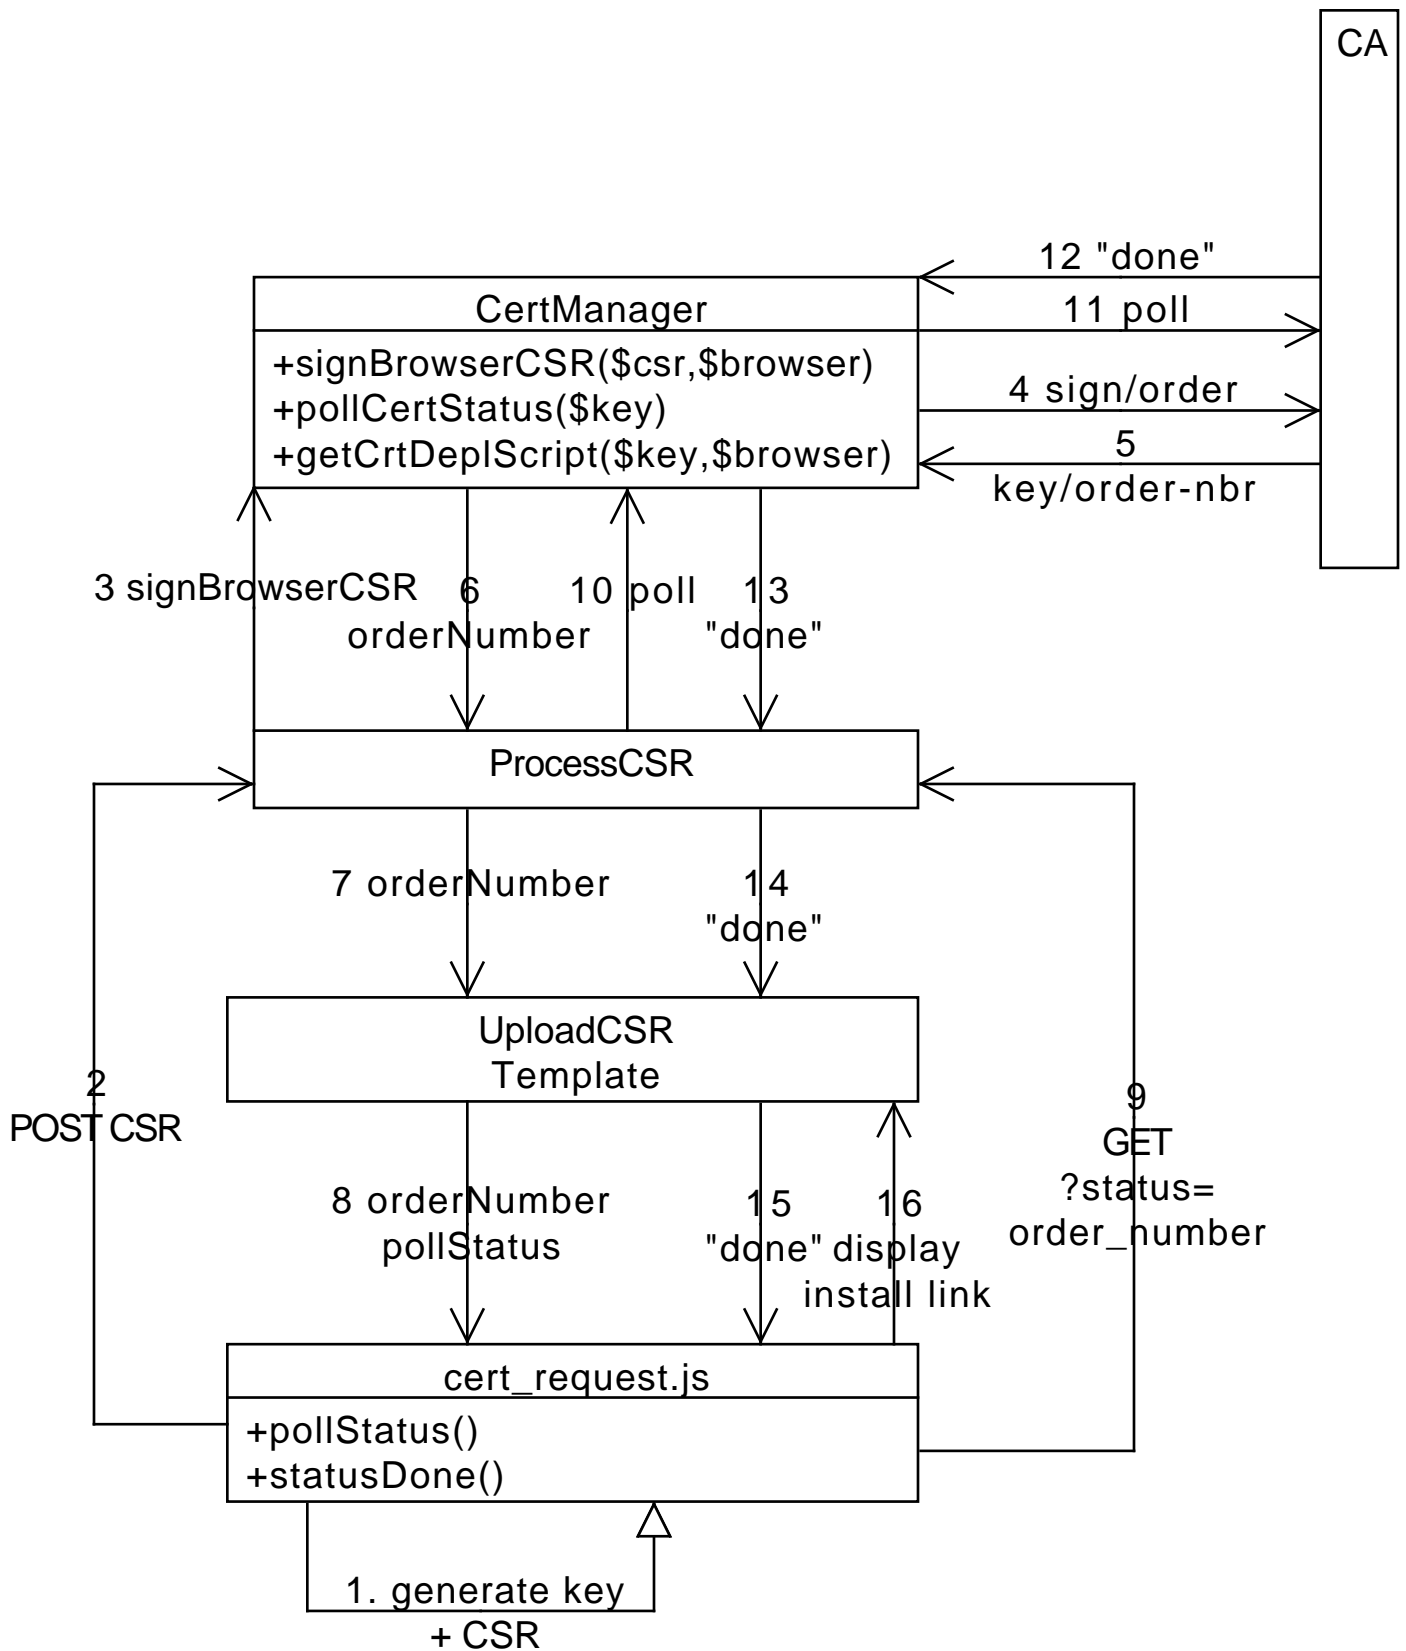 CA
12 "done"
CertManager
11 poll
+signBrowserCSR($csr,$browser)
+pollCertStatus($key)
+getCrtDeplScript($key,$browser)
4 sign/order
5
key/order-nbr
3 signBrowserCSR
6
orderNumber
10 poll
13
"done"
ProcessCSR
7 orderNumber
14
"done"
UploadCSR
Template
2
POST CSR
9
GET
?status=
order_number
8 orderNumber
pollStatus
15
"done"
16
display
install link
cert_request.js
+pollStatus()
+statusDone()
1. generate key
+ CSR